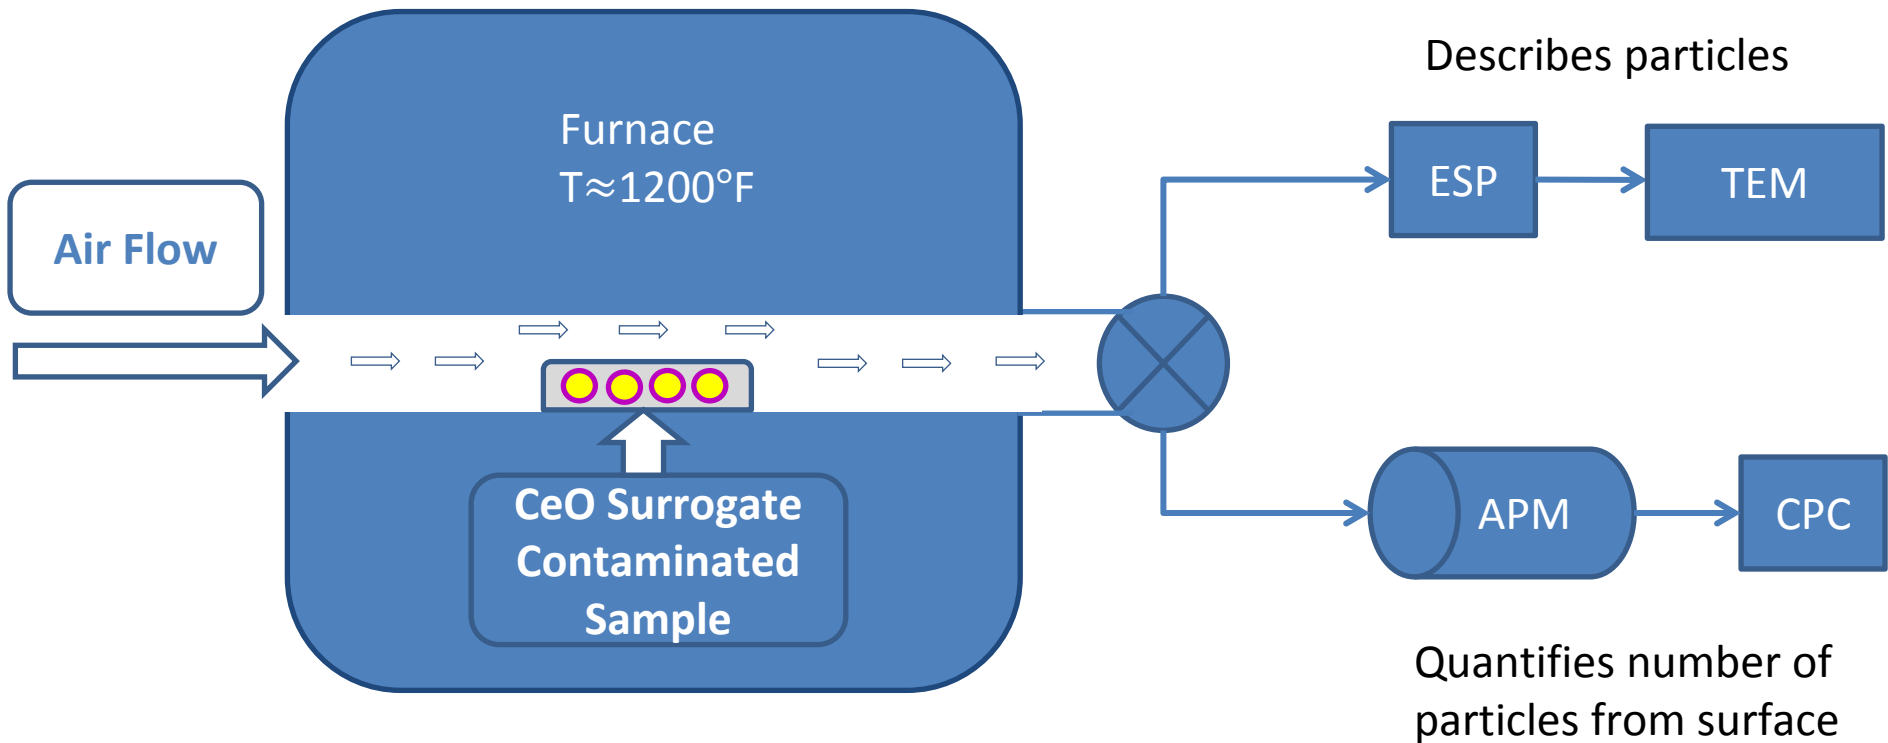 Describes particles
Furnace
T≈1200°F
ESP
TEM
Air Flow
CeO Surrogate
Contaminated
Sample
APM
CPC
Quantifies number of
particles from surface